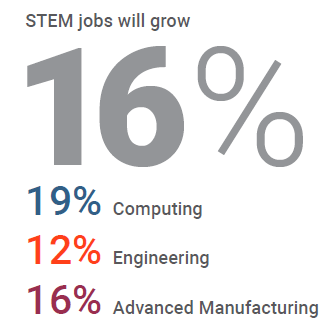 STEM jobs will grow
16%
19% Computing
12% Engineering
16% Advanced Manufacturing